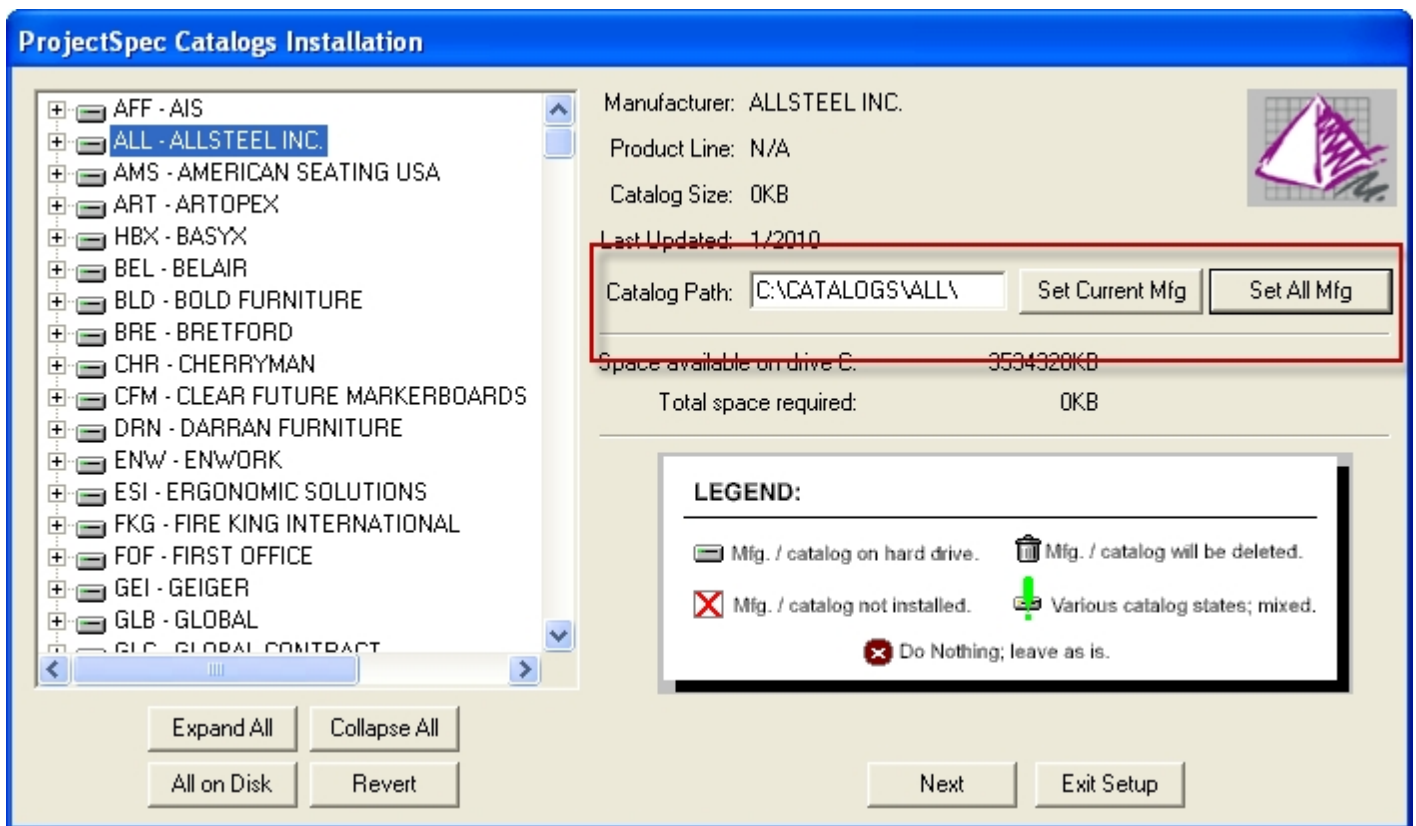 ProjectSpec Catalogs Installation
AFF - AIS
ALL - ALLSTEEL INC.
AMS - AMERICAN SEATING USA
ART - ARTOPEX
HBX - BASYX
BEL - BELAIR
BLD - BOLD FURNITURE
BRE - BRETFORD
CHR - CHERRYMAN
CFM - CLEAR FUTURE MARKERBOARDS
DRN - DARRAN FURNITURE
ENW - ENWORK
ESI - ERGONOMIC SOLUTIONS
FKG - FIRE KING INTERNATIONAL
FOF - FIRST OFFICE
GEI - GEIGER
GLB - GLOBAL
GLC - GLOBAL CONTRACT
Expand All
Collapse All
All on Disk
Revert
Manufacturer: ALLSTEEL INC.
Product Line: N/A
Catalog Size: 0KB
Last Updated: 1/2010
Catalog Path: C:\CATALOGS\ALL\
Set Current Mfg
Set All Mfg
Space available on drive C: 3534328KB
Total space required: 0KB
LEGEND:
Mfg. / catalog on hard drive.
Mfg. / catalog will be deleted.
Mfg. / catalog not installed.
Various catalog states; mixed.
Do Nothing; leave as is.
Next
Exit Setup